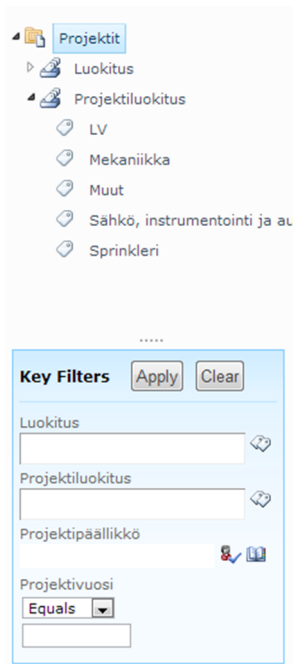 Projektit
Luokitus
Projektiluokitus
LV
Mekaniikka
Muut
Sähkö, instrumentointi ja au
Sprinkleri
Key Filters Apply Clear
Luokitus
Projektiluokitus
Projektipäällikkö
Projektivuosi
Equals